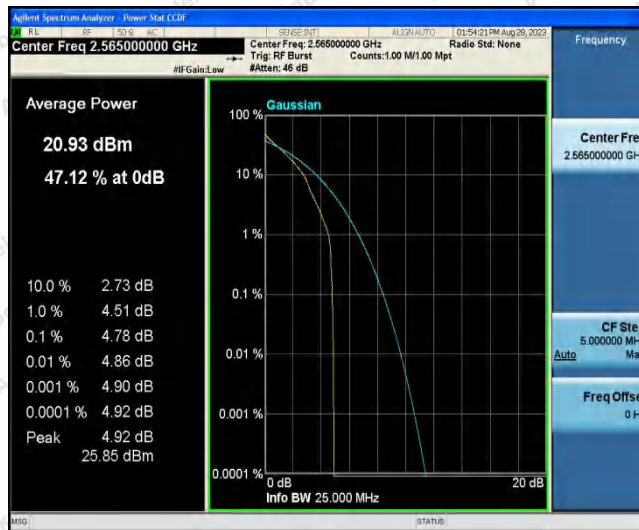 Agilent Spectrum Analyzer - Power Stat CCDF
RL RF 50 Ω AC SENSE:INT ALIGN AUTO 01:54:21 PM Aug 28, 2023
Center Freq 2.565000000 GHz
Center Freq: 2.565000000 GHz Radio Std: None
Trig: RF Burst Counts:1.00 M/1.00 Mpt
#IFGain:Low #Atten: 46 dB
Frequency
Average Power
20.93 dBm
47.12 % at 0dB
10.0 % 2.73 dB
1.0 % 4.51 dB
0.1 % 4.78 dB
0.01 % 4.86 dB
0.001 % 4.90 dB
0.0001 % 4.92 dB
Peak 4.92 dB
25.85 dBm
Gaussian
100 %
10 %
1 %
0.1 %
0.01 %
0.001 %
0.0001 %
0 dB 20 dB
Info BW 25.000 MHz
Center Fre
2.565000000 GH
CF Ste
5.000000 MH
Auto Ma
Freq Offse
0 H
MSG STATUS